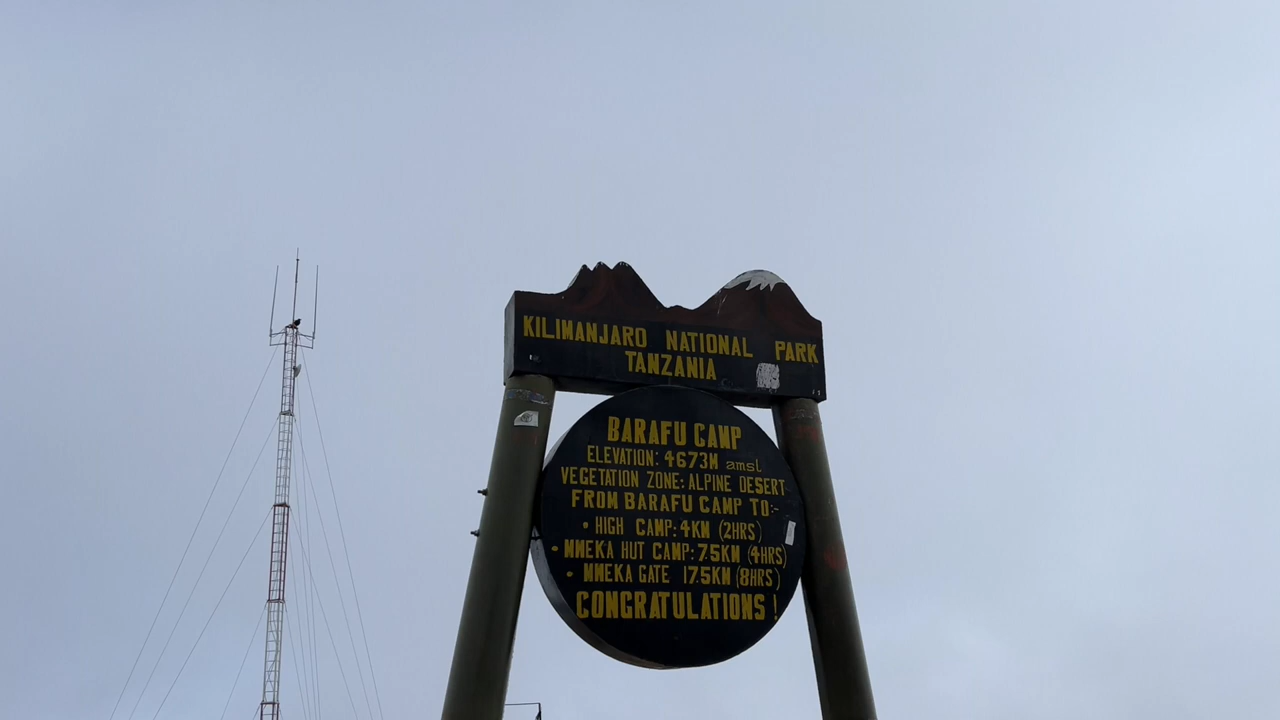 KILIMANJARO NATIONAL PARK
TANZANIA
BARAFU CAMP
ELEVATION: 4673M amsl
VEGETATION ZONE: ALPINE DESERT
FROM BARAFU CAMP TO:-
• HIGH CAMP: 4KM (2HRS)
• MWEKA HUT CAMP: 7.5KM (4HRS)
• MWEKA GATE 17.5KM (8HRS)
CONGRATULATIONS !